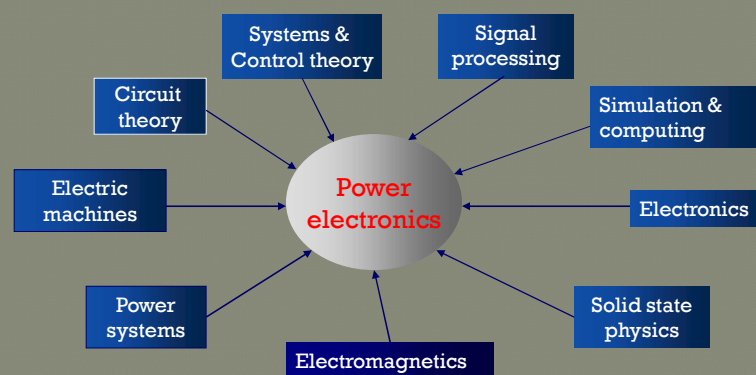 Systems &
Control theory
Signal
processing
Circuit
theory
Simulation &
computing
Power
electronics
Electric
machines
Electronics
Power
systems
Solid state
physics
Electromagnetics